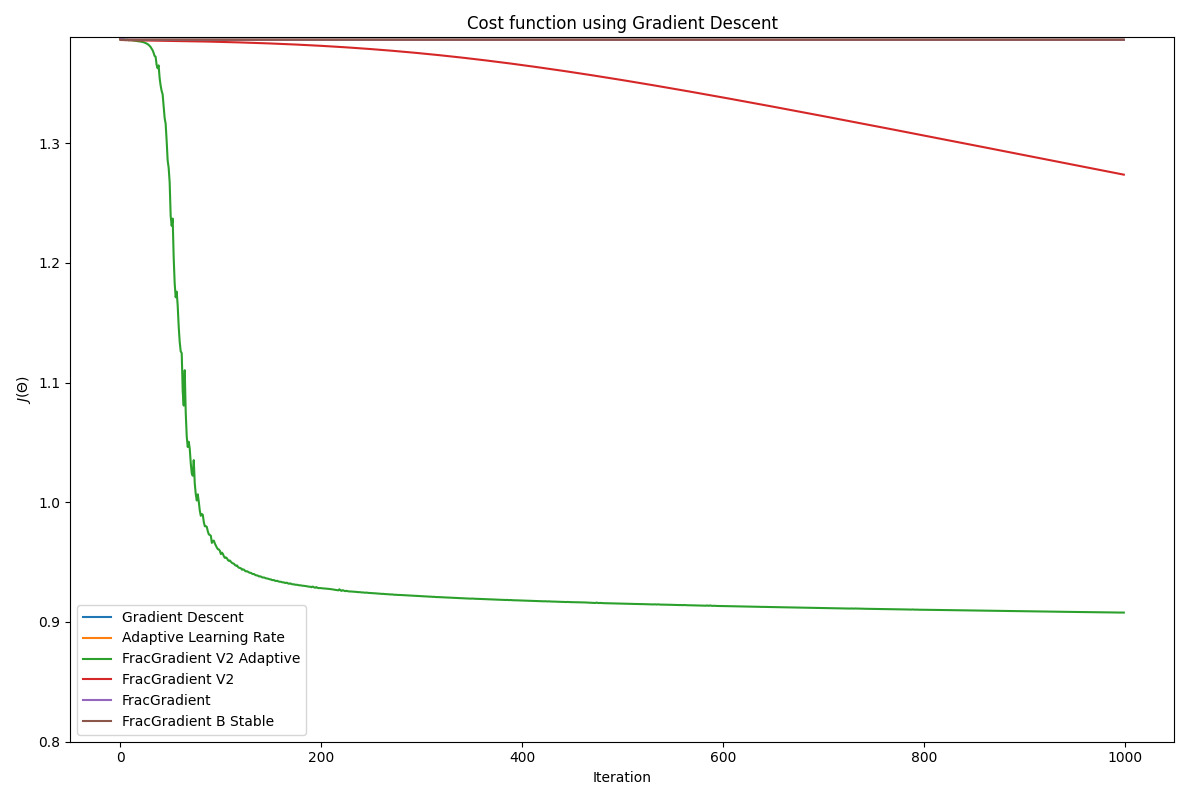 Cost function using Gradient Descent
J(Θ)
1.3
1.2
1.1
1.0
0.9
0.8
Gradient Descent
Adaptive Learning Rate
FracGradient V2 Adaptive
FracGradient V2
FracGradient
FracGradient B Stable
0 200 400 600 800 1000
Iteration